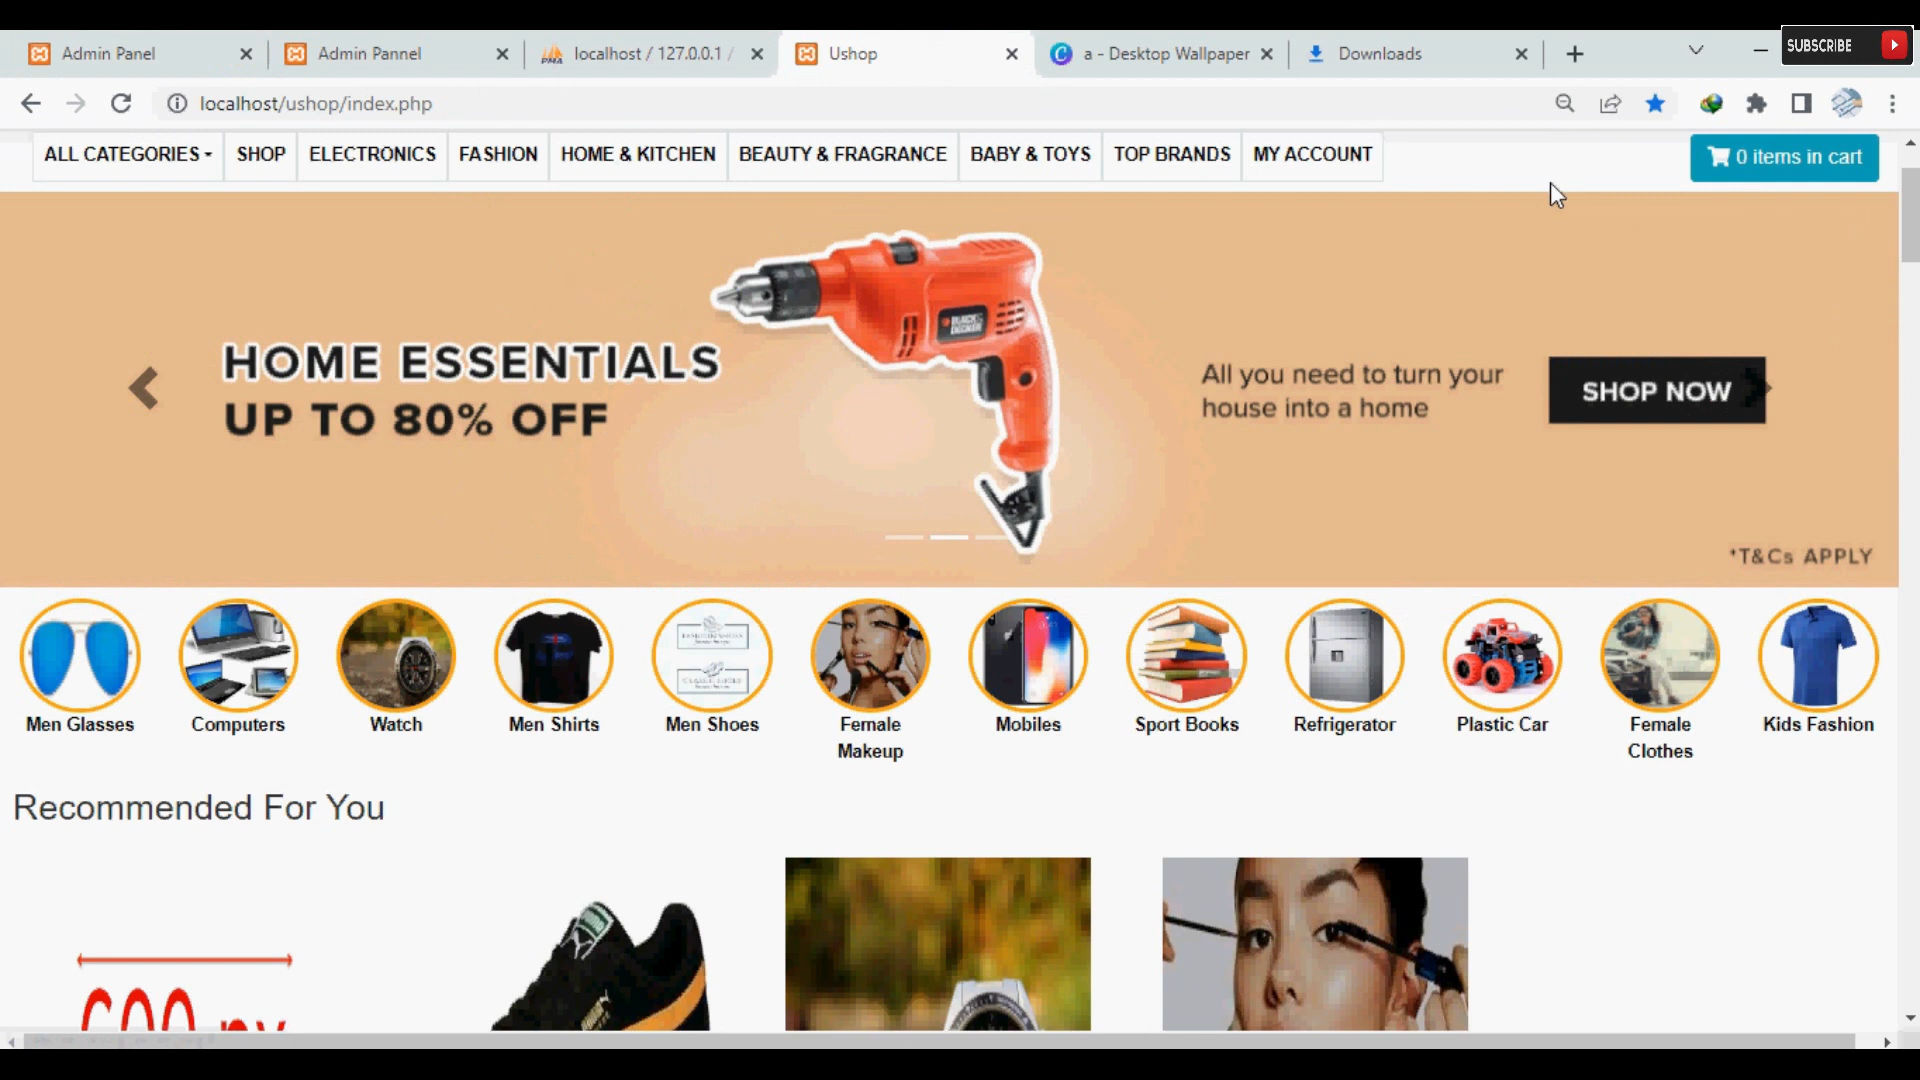 SUBSCRIBE
Admin Panel
Admin Pannel
localhost / 127.0.0.1 /
Ushop
a - Desktop Wallpaper
Downloads
localhost/ushop/index.php
ALL CATEGORIES
SHOP
ELECTRONICS
FASHION
HOME & KITCHEN
BEAUTY & FRAGRANCE
BABY & TOYS
TOP BRANDS
MY ACCOUNT
0 items in cart
HOME ESSENTIALS
UP TO 80% OFF
BLACK+
DECKER
All you need to turn your
house into a home
SHOP NOW
*T&Cs APPLY
Men Glasses
Computers
Watch
Men Shirts
Men Shoes
Female
Makeup
Mobiles
Sport Books
Refrigerator
Plastic Car
Female
Clothes
Kids Fashion
Recommended For You